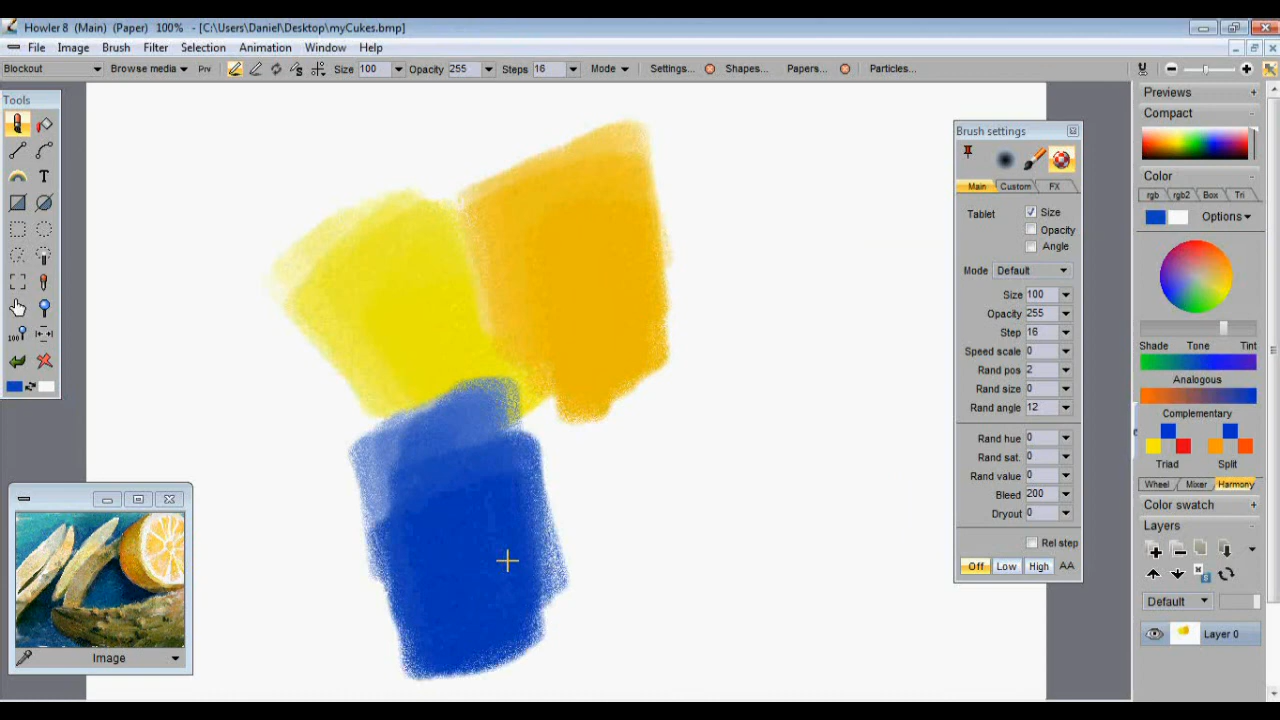 Howler 8 (Main) (Paper) 100% - [C:\Users\Daniel\Desktop\myCukes.bmp]
File Image Brush Filter Selection Animation Window Help
Blockout Browse media Prv Size 100 Opacity 255 Steps 16 Mode Settings... Shapes... Papers... Particles...
Tools
T
100
Image
Brush settings
Main Custom FX
Tablet Size
Opacity
Angle
Mode Default
Size 100
Opacity 255
Step 16
Speed scale 0
Rand pos 2
Rand size 0
Rand angle 12
Rand hue 0
Rand sat. 0
Rand value 0
Bleed 200
Dryout 0
Rel step
Off Low High AA
Previews +
Compact -
Color -
rgb rgb2 Box Tri
Options
Shade Tone Tint
Analogous
Complementary
Triad Split
Wheel Mixer Harmony
Color swatch +
Layers -
Default
Layer 0